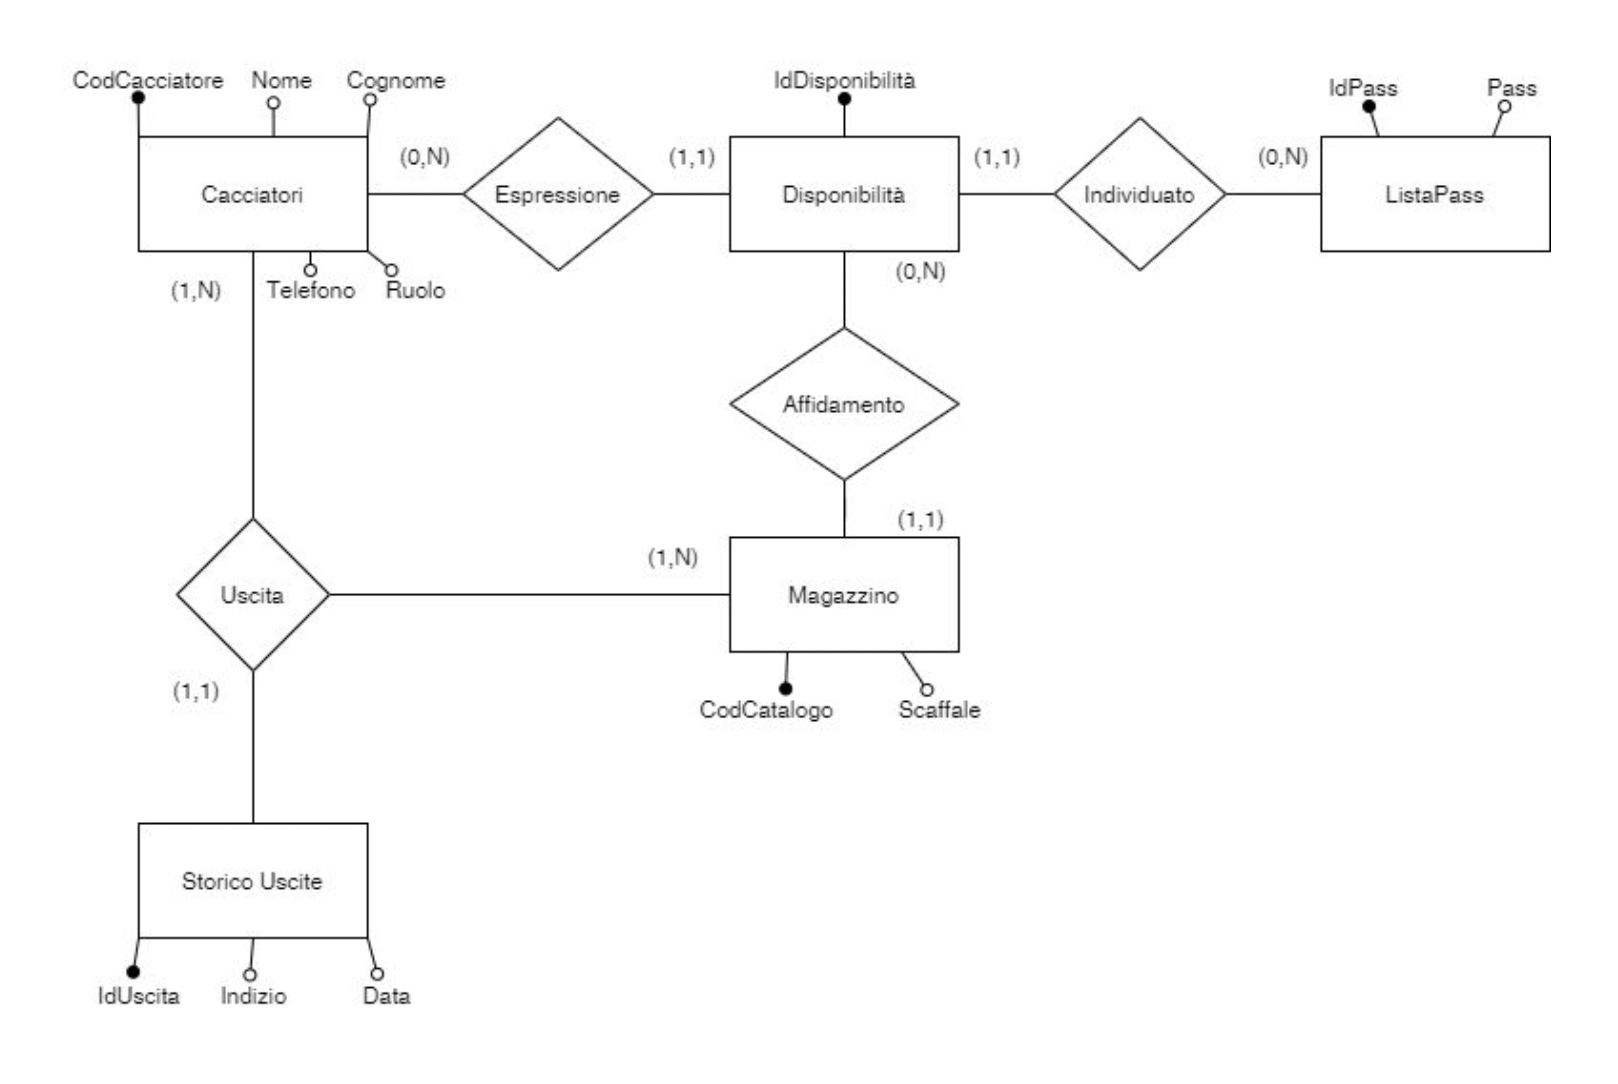 CodCacciatore Nome Cognome
IdDisponibilità
IdPass Pass
(0,N) (1,1) (1,1) (0,N)
Cacciatori Espressione Disponibilità Individuato ListaPass
(0,N)
(1,N) Telefono Ruolo
Affidamento
(1,1)
(1,N)
Uscita Magazzino
(1,1)
CodCatalogo Scaffale
Storico Uscite
IdUscita Indizio Data